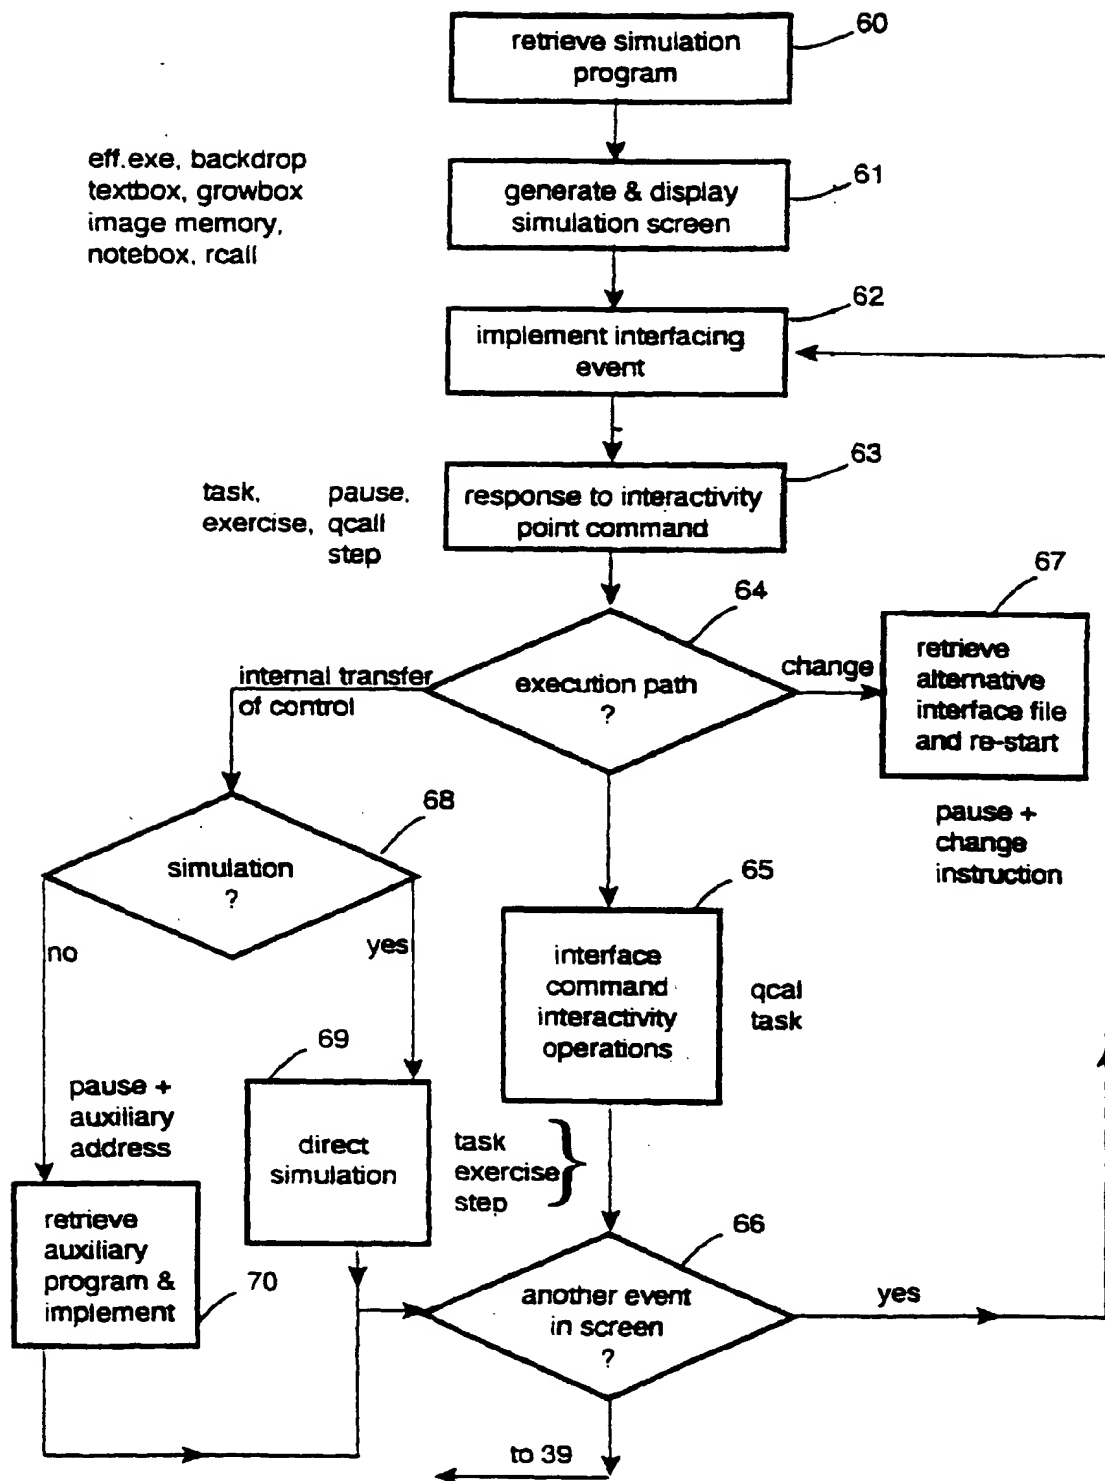 60
retrieve simulation
program
eff.exe, backdrop
textbox, growbox
image memory,
notebox, rcall
61
generate & display
simulation screen
62
implement interfacing
event
63
task,
exercise,
pause,
qcall
step
response to interactivity
point command
64
67
internal transfer
of control
execution path
?
change
retrieve
alternative
interface file
and re-start
pause +
change
instruction
68
simulation
?
no
yes
65
interface
command
interactivity
operations
qcal
task
69
pause +
auxiliary
address
direct
simulation
task
exercise
step
66
retrieve
auxiliary
program &
implement
70
another event
in screen
?
yes
to 39